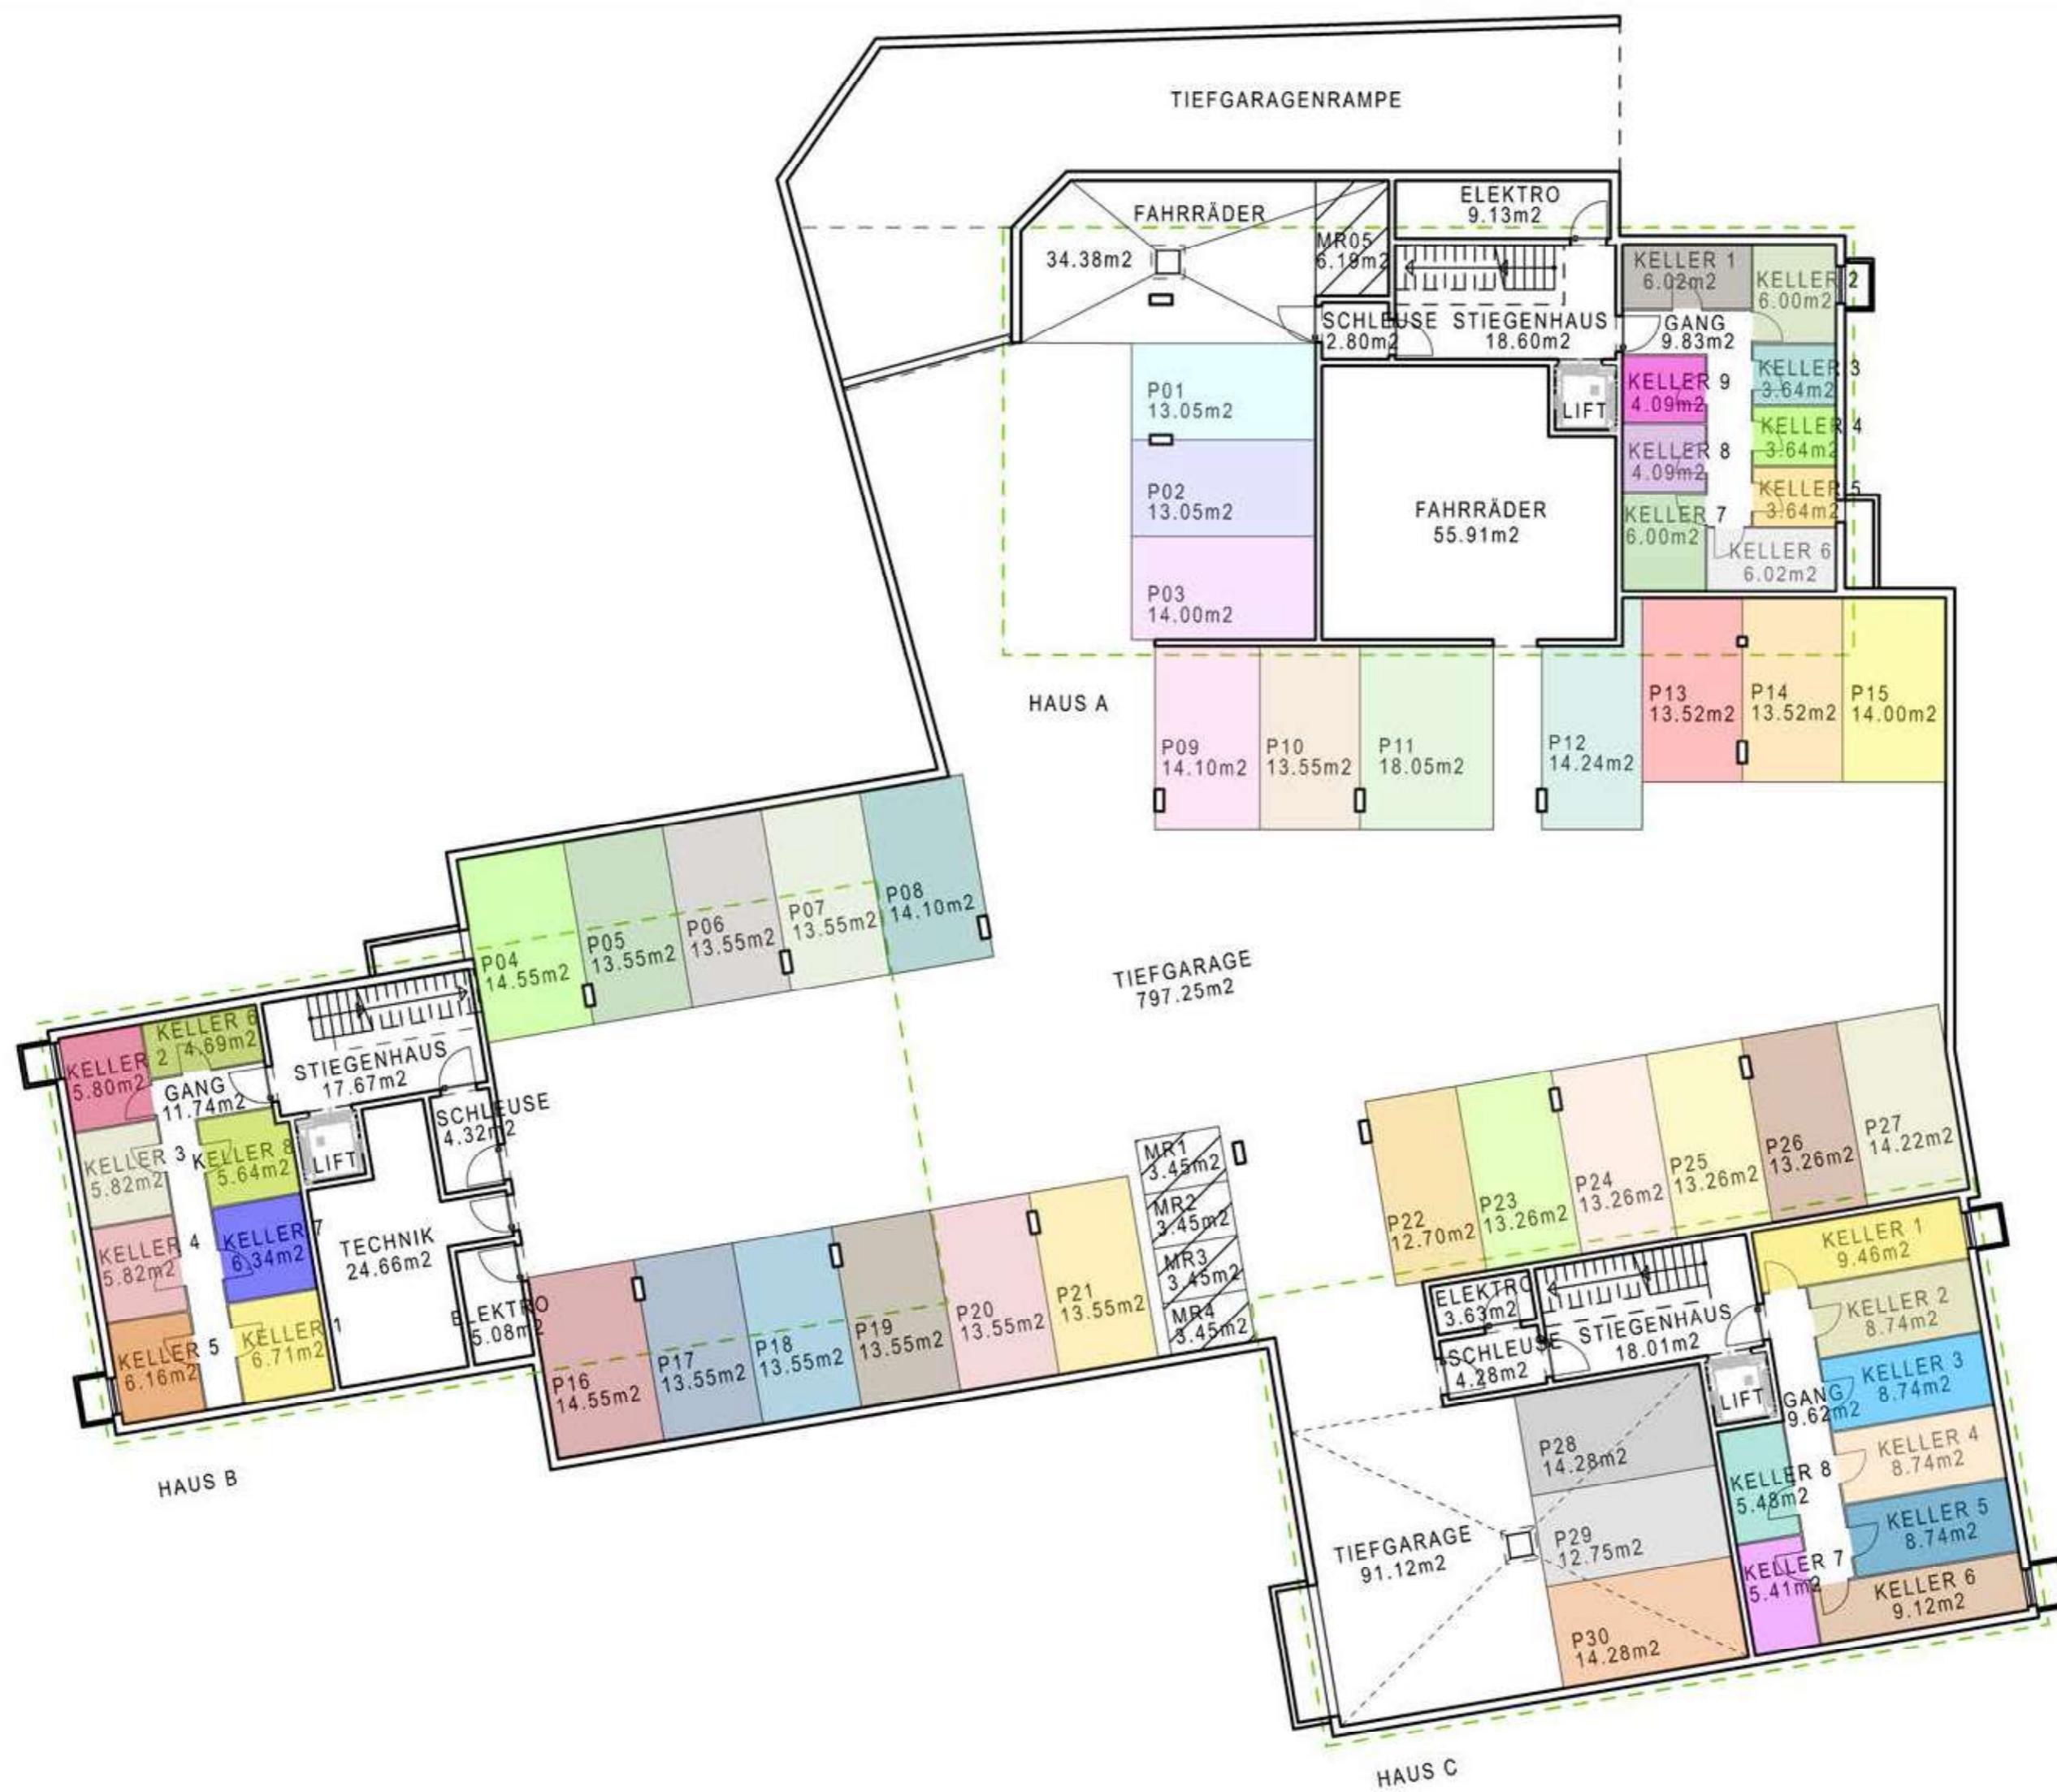 TIEFGARAGENRAMPE
FAHRRÄDER
34.38m2
MR05
6.19m2
ELEKTRO
9.13m2
SCHLEUSE
2.80m2
STIEGENHAUS
18.60m2
LIFT
KELLER 1
6.02m2
KELLER 2
6.00m2
GANG
9.83m2
KELLER 9
4.09m2
KELLER 3
3.64m2
KELLER 8
4.09m2
KELLER 4
3.64m2
KELLER 5
3.64m2
KELLER 7
6.00m2
KELLER 6
6.02m2
P01
13.05m2
P02
13.05m2
P03
14.00m2
FAHRRÄDER
55.91m2
HAUS A
P09
14.10m2
P10
13.55m2
P11
18.05m2
P12
14.24m2
P13
13.52m2
P14
13.52m2
P15
14.00m2
P04
14.55m2
P05
13.55m2
P06
13.55m2
P07
13.55m2
P08
14.10m2
TIEFGARAGE
797.25m2
KELLER 2
5.80m2
KELLER 6
4.69m2
GANG
11.74m2
STIEGENHAUS
17.67m2
SCHLEUSE
4.32m2
LIFT
KELLER 3
5.82m2
KELLER 8
5.64m2
KELLER 4
5.82m2
KELLER 7
6.34m2
KELLER 5
6.16m2
KELLER 1
6.71m2
TECHNIK
24.66m2
ELEKTRO
5.08m2
HAUS B
P16
14.55m2
P17
13.55m2
P18
13.55m2
P19
13.55m2
P20
13.55m2
P21
13.55m2
MR1
3.45m2
MR2
3.45m2
MR3
3.45m2
MR4
3.45m2
P22
12.70m2
P23
13.26m2
P24
13.26m2
P25
13.26m2
P26
13.26m2
P27
14.22m2
ELEKTRO
3.63m2
SCHLEUSE
4.28m2
STIEGENHAUS
18.01m2
LIFT
GANG
9.62m2
KELLER 1
9.46m2
KELLER 2
8.74m2
KELLER 3
8.74m2
KELLER 4
8.74m2
KELLER 5
8.74m2
KELLER 6
9.12m2
KELLER 8
5.48m2
KELLER 7
5.41m2
P28
14.28m2
P29
12.75m2
P30
14.28m2
TIEFGARAGE
91.12m2
HAUS C